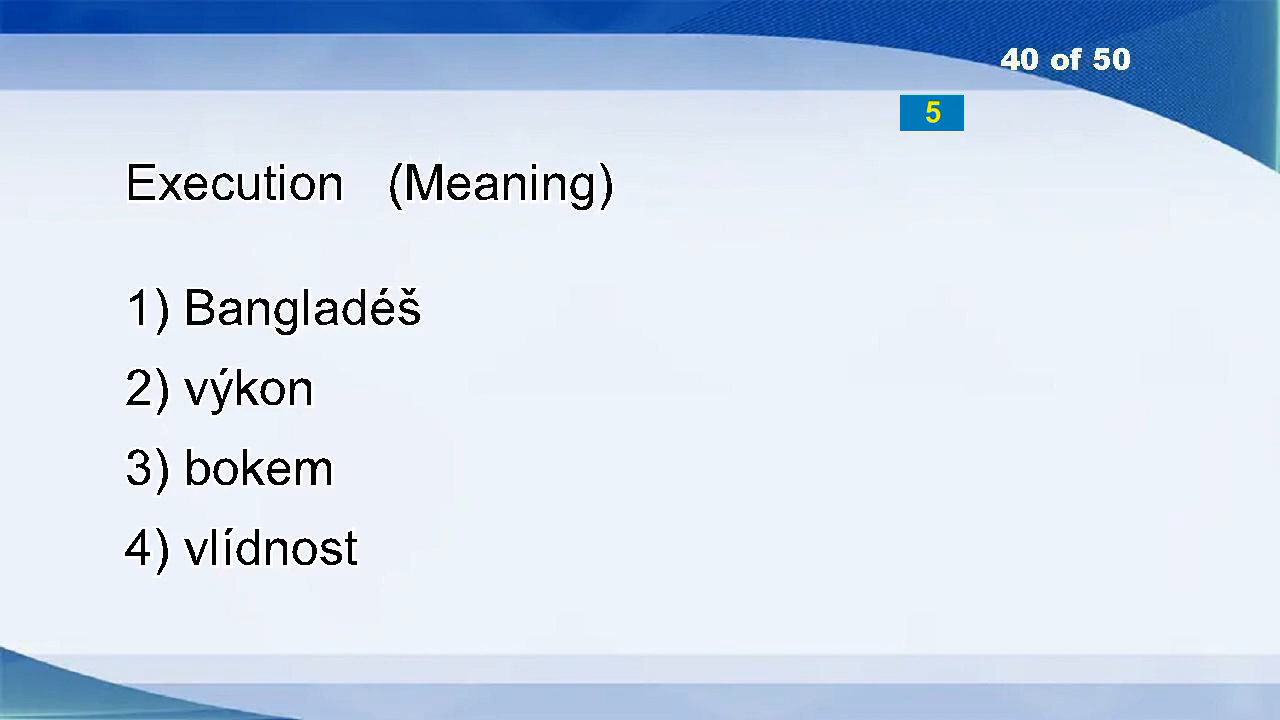 40 of 50
5
Execution (Meaning)
1) Bangladéš
2) výkon
3) bokem
4) vlídnost